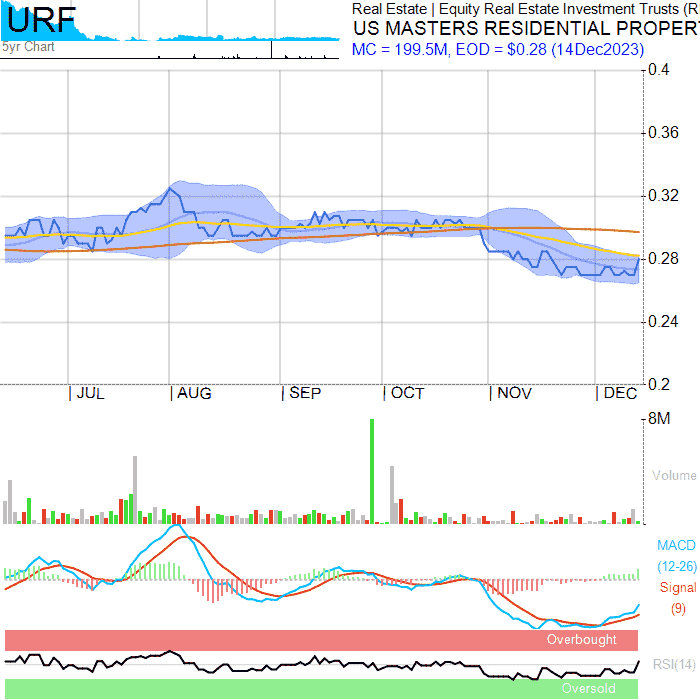 URF
5yr Chart
Real Estate | Equity Real Estate Investment Trusts (R
US MASTERS RESIDENTIAL PROPER
MC = 199.5M, EOD = $0.28 (14Dec2023)
0.4
0.36
0.32
0.28
0.24
0.2
JUL AUG SEP OCT NOV DEC
8M
Volume
MACD
(12-26)
Signal
(9)
Overbought
RSI(14)
Oversold